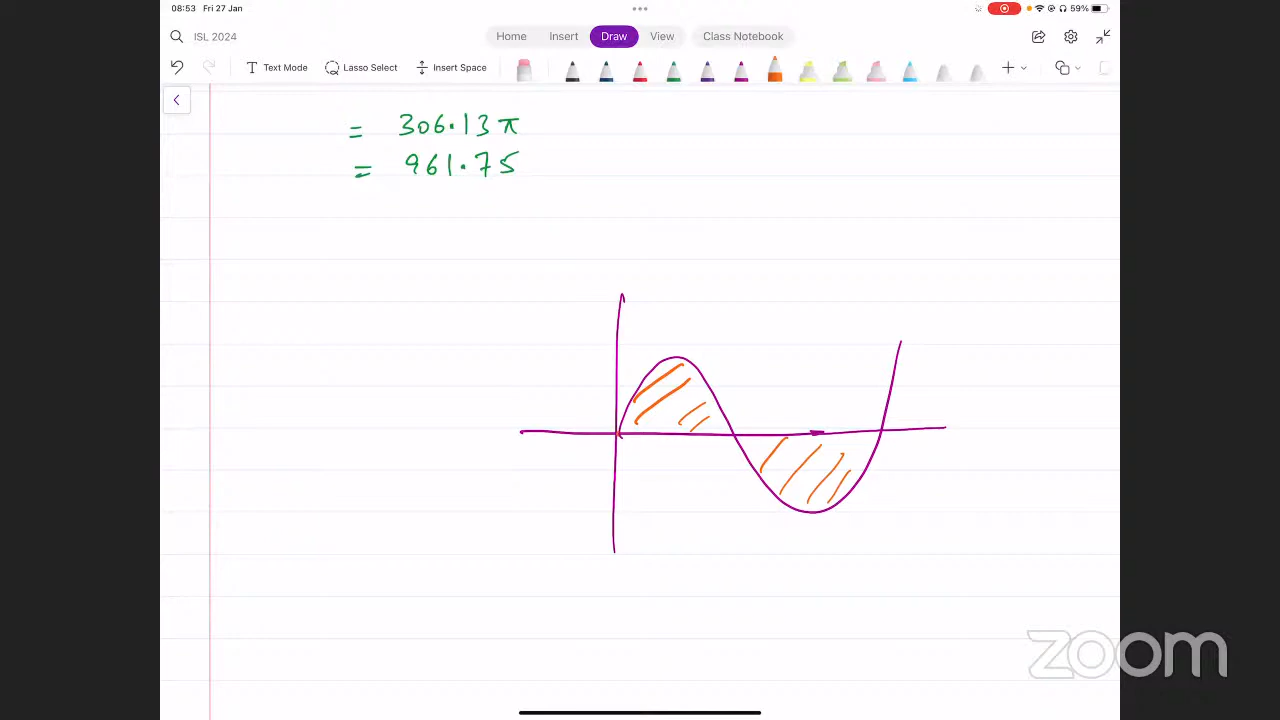 08:53 Fri 27 Jan
59%
ISL 2024
Home Insert Draw View Class Notebook
Text Mode Lasso Select Insert Space
= 306.13π
= 961.75
zoom